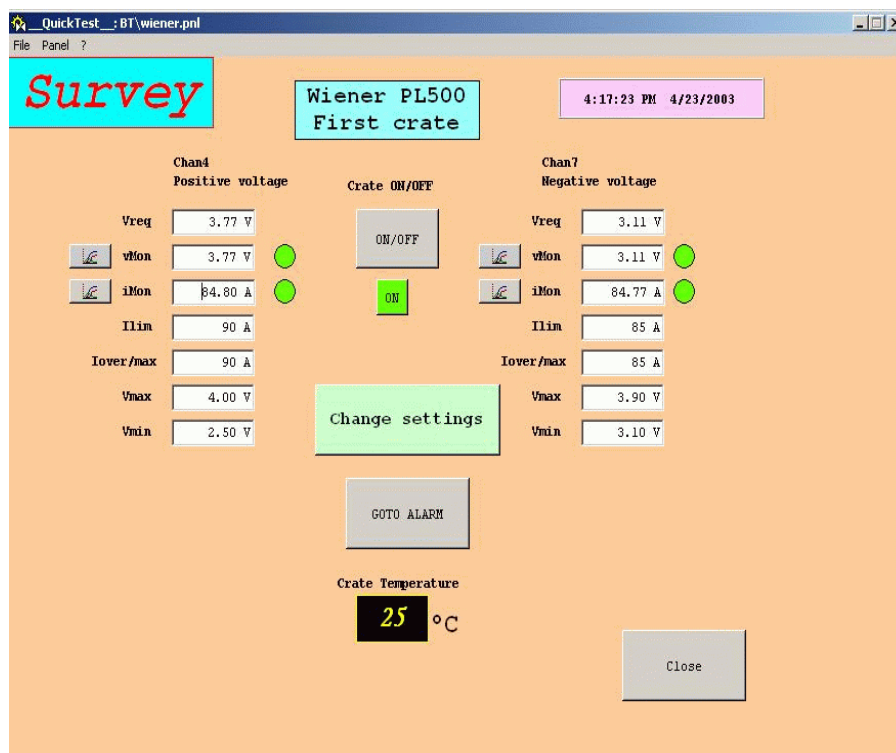 __QuickTest__: BT\wiener.pnl
File Panel ?
Survey
Wiener PL500
First crate
4:17:23 PM 4/23/2003
Chan4
Positive voltage
Vreq 3.77 V
vMon 3.77 V
iMon 84.80 A
Ilim 90 A
Iover/max 90 A
Vmax 4.00 V
Vmin 2.50 V
Crate ON/OFF
ON/OFF
ON
Change settings
GOTO ALARM
Crate Temperature
25 °C
Chan7
Negative voltage
Vreq 3.11 V
vMon 3.11 V
iMon 84.77 A
Ilim 85 A
Iover/max 85 A
Vmax 3.90 V
Vmin 3.10 V
Close